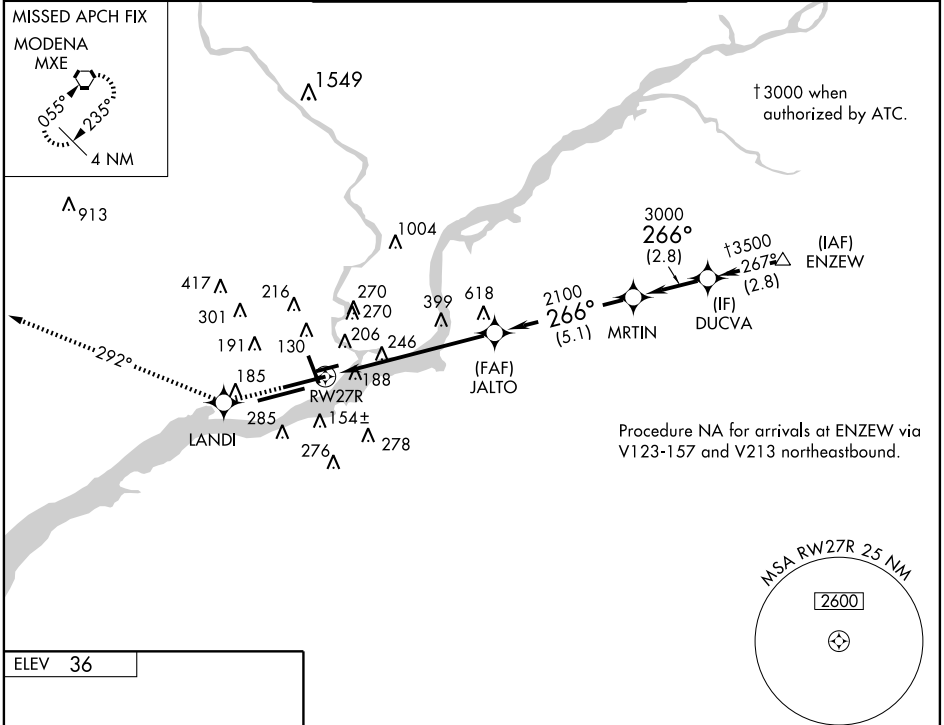 MISSED APCH FIX
MODENA
MXE
055°
235°
4 NM
1549
†3000 when
authorized by ATC.
913
1004
3000
266°
(2.8)
†3500
267°
(2.8)
(IAF)
ENZEW
(IF)
DUCVA
2100
266°
(5.1)
MRTIN
417
301
216
270
270
399
618
191
130
206
246
(FAF)
JALTO
292°
185
188
RW27R
LANDI
285
154±
276
278
Procedure NA for arrivals at ENZEW via
V123-157 and V213 northeastbound.
MSA RW27R 25 NM
2600
ELEV 36